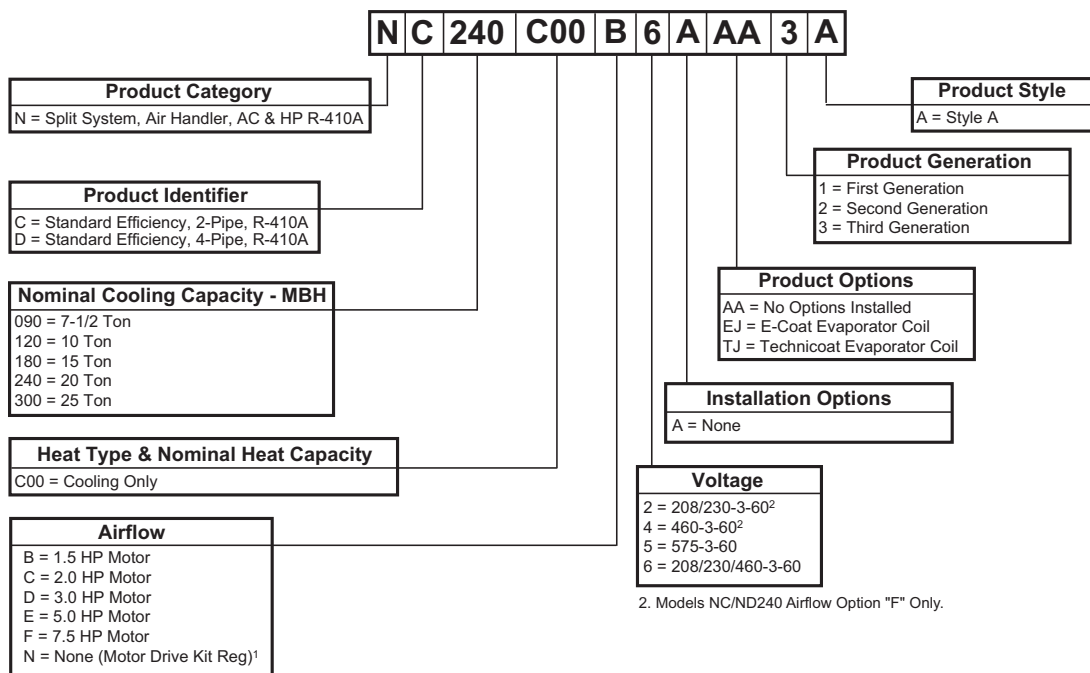 N C 240 C00 B 6 A AA 3 A
Product Category
N = Split System, Air Handler, AC & HP R-410A
Product Identifier
C = Standard Efficiency, 2-Pipe, R-410A
D = Standard Efficiency, 4-Pipe, R-410A
Nominal Cooling Capacity - MBH
090 = 7-1/2 Ton
120 = 10 Ton
180 = 15 Ton
240 = 20 Ton
300 = 25 Ton
Heat Type & Nominal Heat Capacity
C00 = Cooling Only
Airflow
B = 1.5 HP Motor
C = 2.0 HP Motor
D = 3.0 HP Motor
E = 5.0 HP Motor
F = 7.5 HP Motor
N = None (Motor Drive Kit Reg)¹
Product Style
A = Style A
Product Generation
1 = First Generation
2 = Second Generation
3 = Third Generation
Product Options
AA = No Options Installed
EJ = E-Coat Evaporator Coil
TJ = Technicoat Evaporator Coil
Installation Options
A = None
Voltage
2 = 208/230-3-60²
4 = 460-3-60²
5 = 575-3-60
6 = 208/230/460-3-60
2. Models NC/ND240 Airflow Option "F" Only.